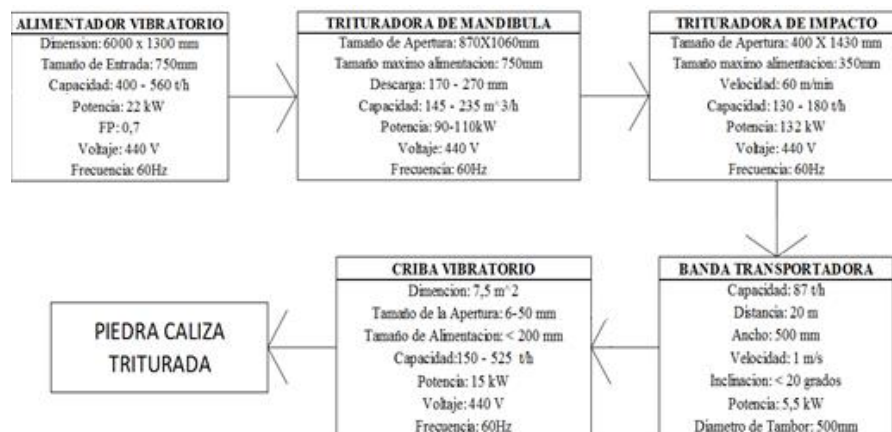 ALIMENTADOR VIBRATORIO
Dimension: 6000 x 1300 mm
Tamaño de Entrada: 750mm
Capacidad: 400 - 560 t/h
Potencia: 22 kW
FP: 0,7
Voltaje: 440 V
Frecuencia: 60Hz
TRITURADORA DE MANDIBULA
Tamaño de Apertura: 870X1060mm
Tamaño maximo alimentacion: 750mm
Descarga: 170 - 270 mm
Capacidad: 145 - 235 m^3/h
Potencia: 90-110kW
Voltaje: 440 V
Frecuencia: 60Hz
TRITURADORA DE IMPACTO
Tamaño de Apertura: 400 X 1430 mm
Tamaño maximo alimentacion: 350mm
Velocidad: 60 m/min
Capacidad: 130 - 180 t/h
Potencia: 132 kW
Voltaje: 440 V
Frecuencia: 60Hz
BANDA TRANSPORTADORA
Capacidad: 87 t/h
Distancia: 20 m
Ancho: 500 mm
Velocidad: 1 m/s
Inclinacion: < 20 grados
Potencia: 5,5 kW
Diametro de Tambor: 500mm
CRIBA VIBRATORIO
Dimencion: 7,5 m^2
Tamaño de la Apertura: 6-50 mm
Tamaño de Alimentacion: < 200 mm
Capacidad:150 - 525 t/h
Potencia: 15 kW
Voltaje: 440 V
Frecuencia: 60Hz
PIEDRA CALIZA
TRITURADA